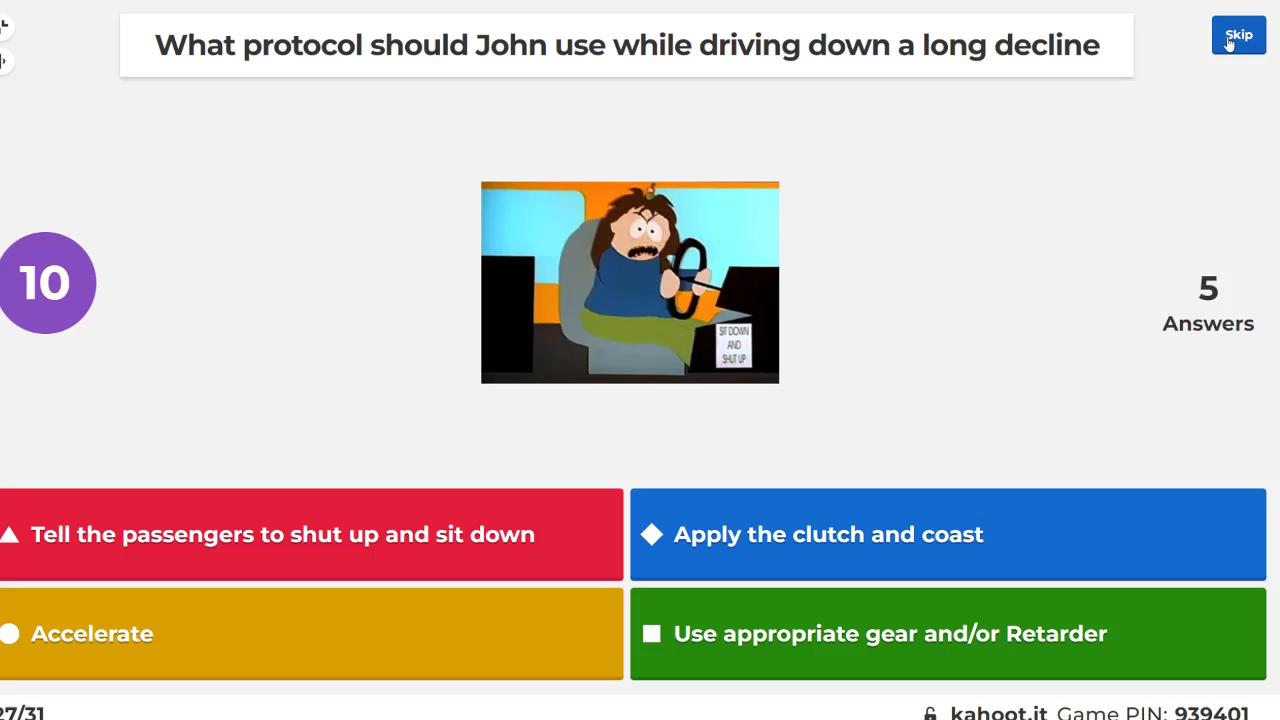 What protocol should John use while driving down a long decline
Skip
10
SIT DOWN
AND
SHUT UP
5
Answers
Tell the passengers to shut up and sit down
Apply the clutch and coast
Accelerate
Use appropriate gear and/or Retarder
27/31
kahoot.it Game PIN: 939401